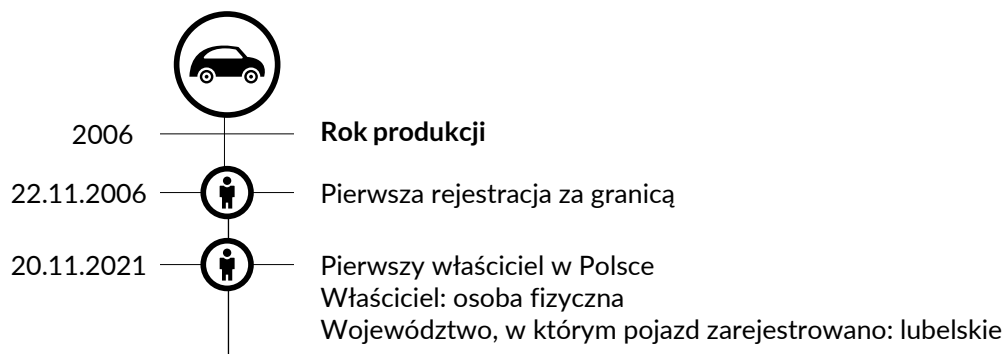 2006 Rok produkcji
22.11.2006 Pierwsza rejestracja za granicą
20.11.2021 Pierwszy właściciel w Polsce
Właściciel: osoba fizyczna
Województwo, w którym pojazd zarejestrowano: lubelskie